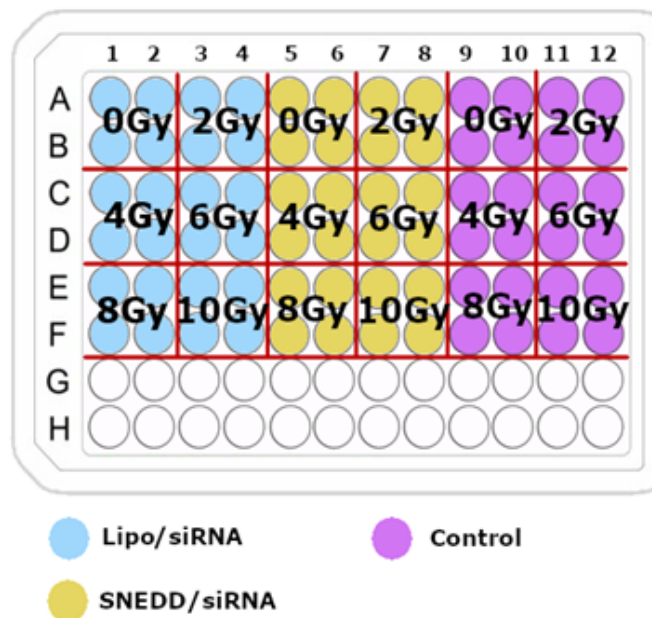 1 2 3 4 5 6 7 8 9 10 11 12
A
0Gy 2Gy 0Gy 2Gy 0Gy 2Gy
B
C
4Gy 6Gy 4Gy 6Gy 4Gy 6Gy
D
E
8Gy 10Gy 8Gy 10Gy 8Gy 10Gy
F
G
H
Lipo/siRNA Control
SNEDD/siRNA